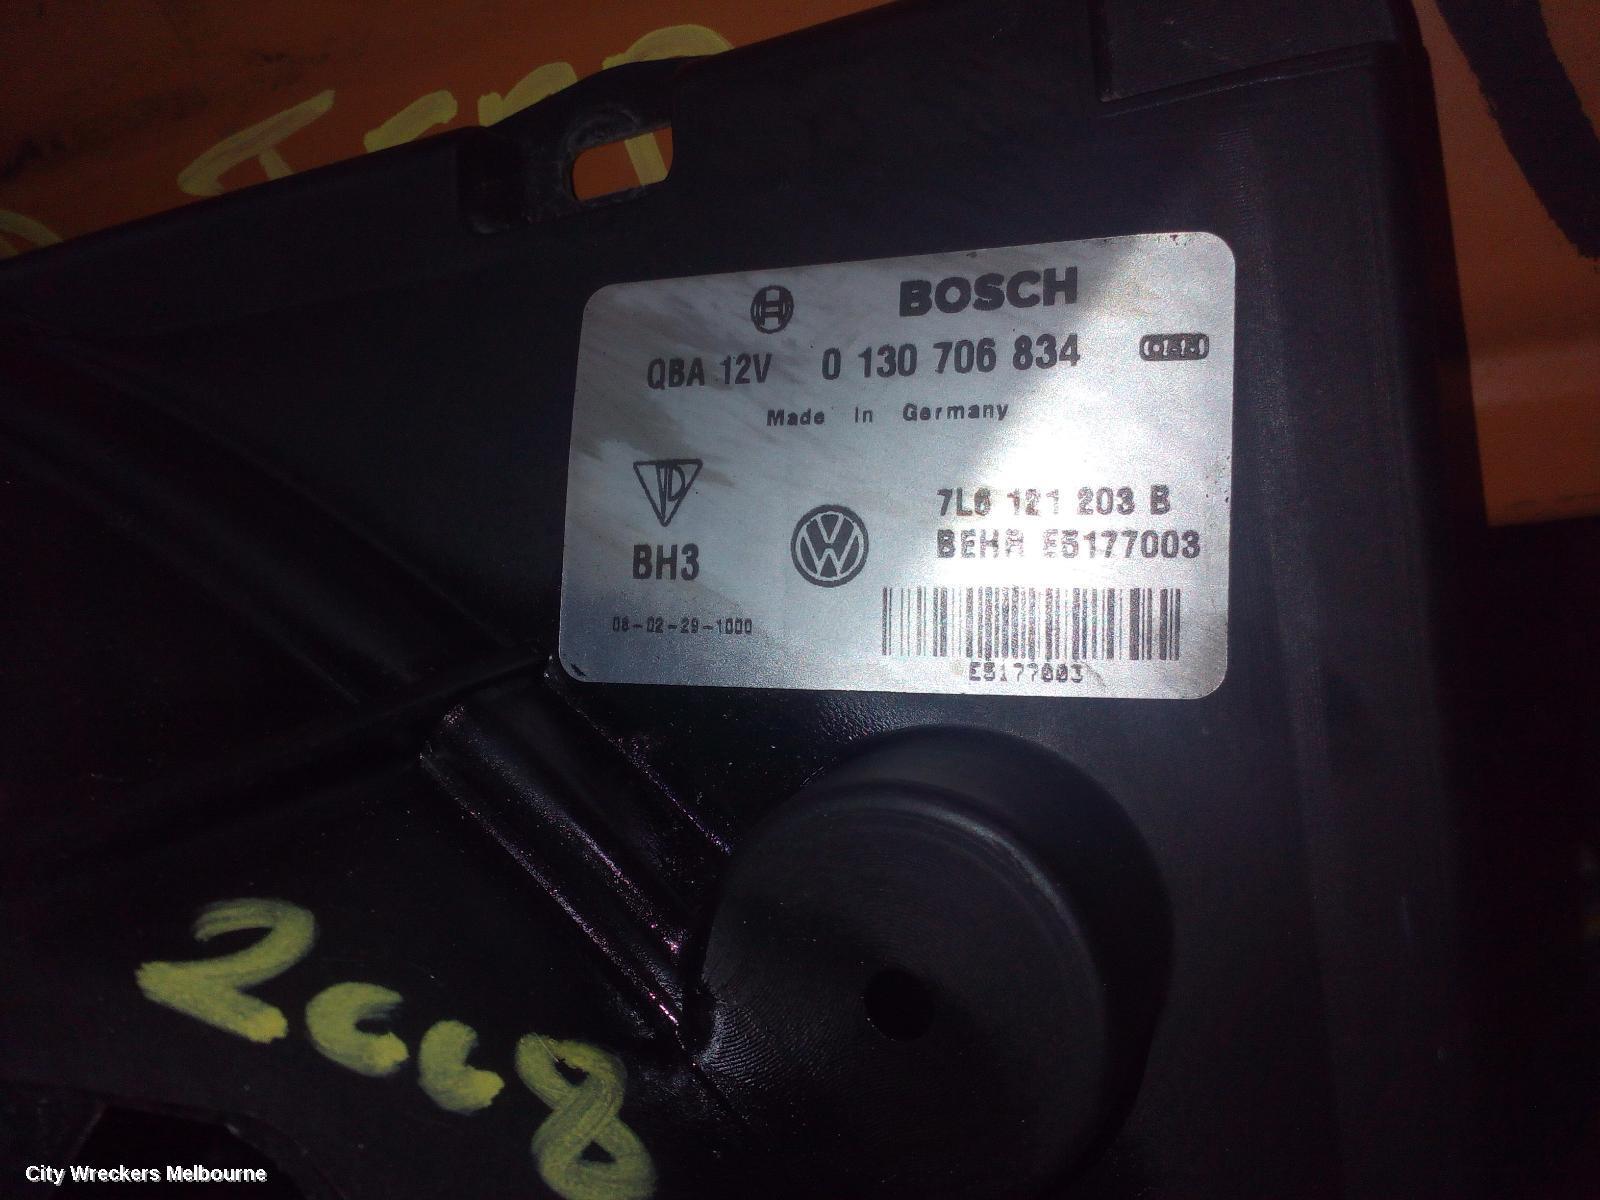 BOSCH
QBA 12V 0 130 706 834
Made in Germany
7L6 121 203 B
BEHR E5177003
BH3
08-02-29-1000
E5177003
2008
City Wreckers Melbourne